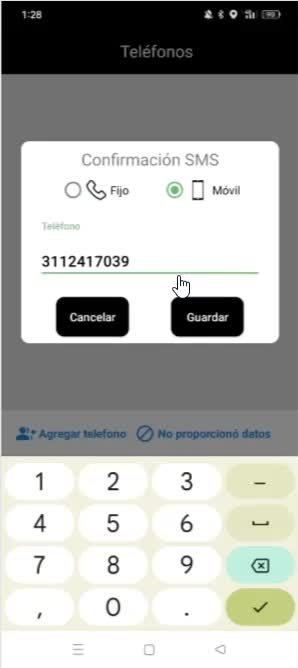 1:28
Teléfonos
Confirmación SMS
Fijo Móvil
Teléfono
3112417039
Cancelar Guardar
Agregar telefono No proporcionó datos
1 2 3 –
4 5 6
7 8 9
, 0 .